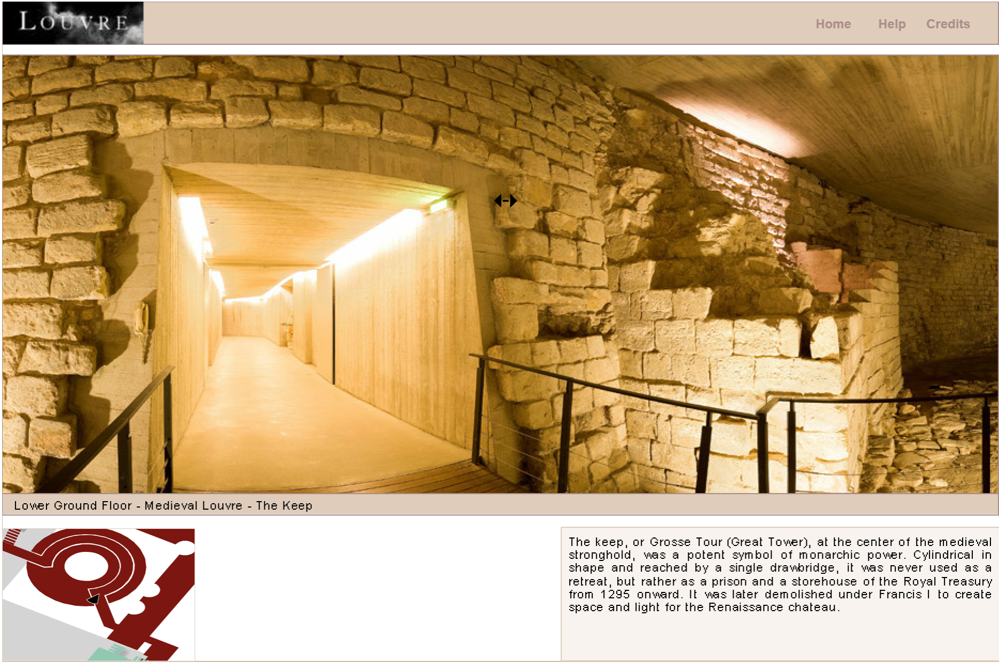 LOUVRE
Home Help Credits
Lower Ground Floor - Medieval Louvre - The Keep
The keep, or Grosse Tour (Great Tower), at the center of the medieval
stronghold, was a potent symbol of monarchic power. Cylindrical in
shape and reached by a single drawbridge, it was never used as a
retreat, but rather as a prison and a storehouse of the Royal Treasury
from 1295 onward. It was later demolished under Francis I to create
space and light for the Renaissance chateau.